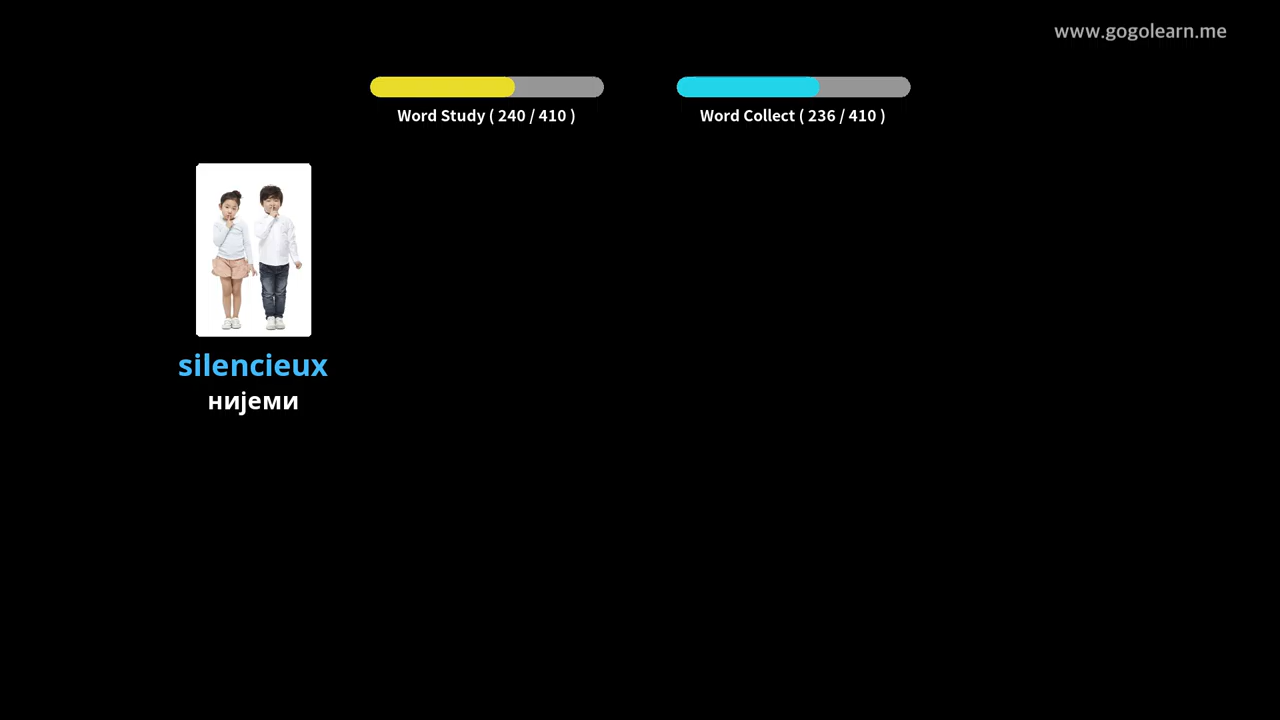 www.gogolearn.me
Word Study ( 240 / 410 )
Word Collect ( 236 / 410 )
silencieux
нијеми